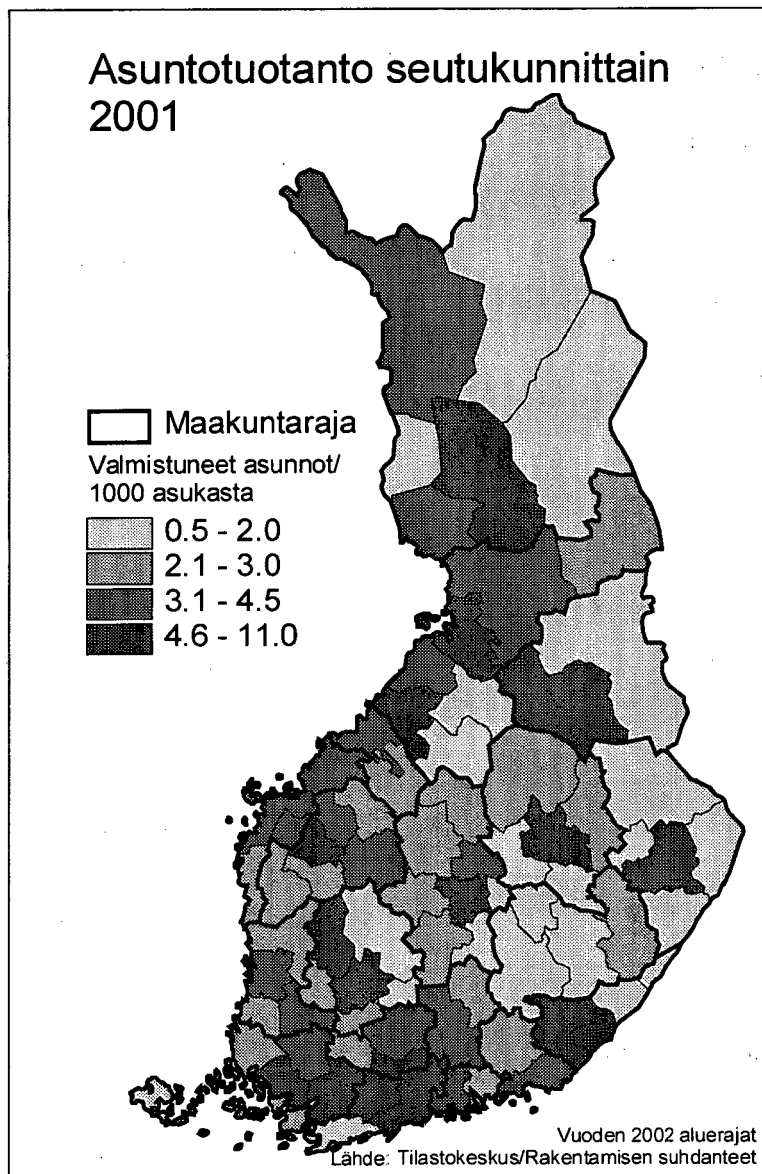 Asuntotuotanto seutukunnittain
2001
Maakuntaraja
Valmistuneet asunnot/
1000 asukasta
0.5 - 2.0
2.1 - 3.0
3.1 - 4.5
4.6 - 11.0
Vuoden 2002 aluerajat
Lähde: Tilastokeskus/Rakentamisen suhdanteet